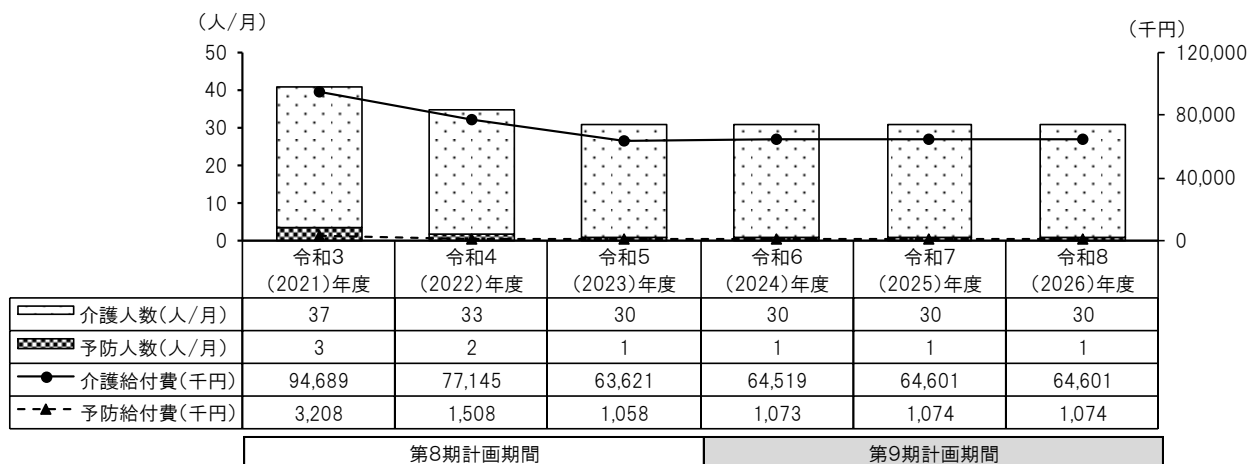 (人/月)
(千円)
50
40
30
20
10
0
120,000
80,000
40,000
0
令和3 令和4 令和5 令和6 令和7 令和8
(2021)年度 (2022)年度 (2023)年度 (2024)年度 (2025)年度 (2026)年度
介護人数(人/月) 37 33 30 30 30 30
予防人数(人/月) 3 2 1 1 1 1
介護給付費(千円) 94,689 77,145 63,621 64,519 64,601 64,601
予防給付費(千円) 3,208 1,508 1,058 1,073 1,074 1,074
第8期計画期間 第9期計画期間